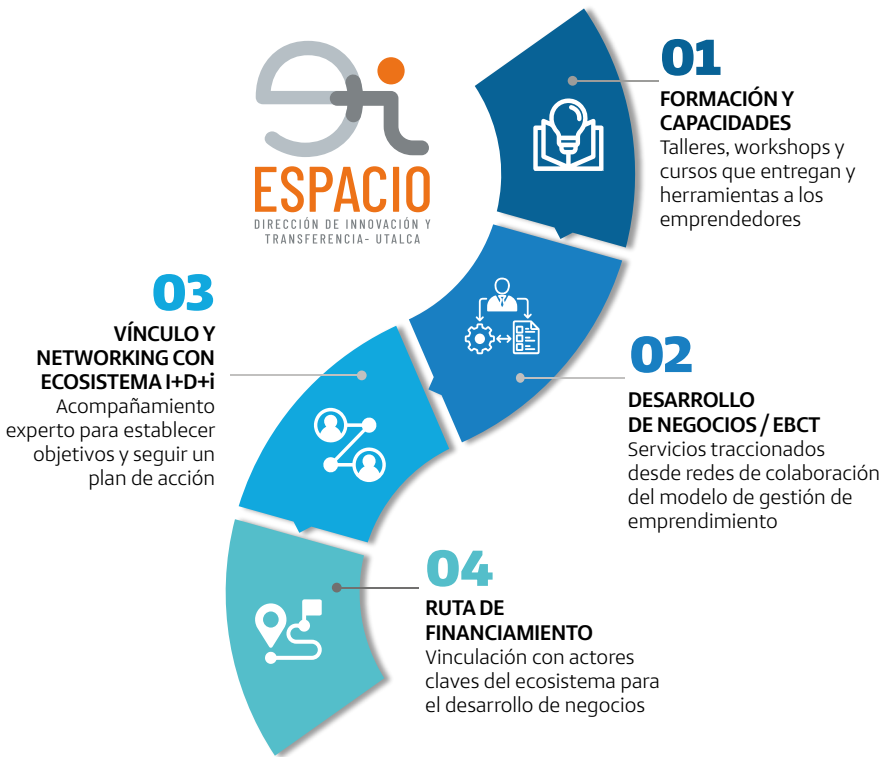 ESPACIO
DIRECCIÓN DE INNOVACIÓN Y
TRANSFERENCIA- UTALCA
01
FORMACIÓN Y
CAPACIDADES
Talleres, workshops y
cursos que entregan y
herramientas a los
emprendedores
02
DESARROLLO
DE NEGOCIOS / EBCT
Servicios traccionados
desde redes de colaboración
del modelo de gestión de
emprendimiento
03
VÍNCULO Y
NETWORKING CON
ECOSISTEMA I+D+i
Acompañamiento
experto para establecer
objetivos y seguir un
plan de acción
04
RUTA DE
FINANCIAMIENTO
Vinculación con actores
claves del ecosistema para
el desarrollo de negocios